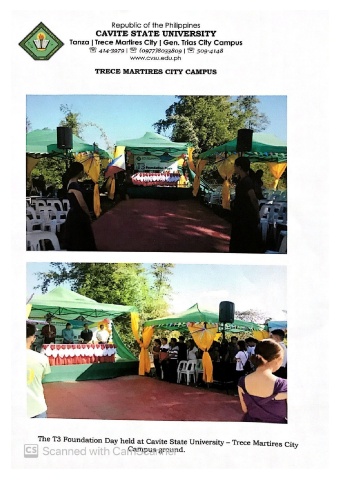 Republic of the Philippines
CAVITE STATE UNIVERSITY
Tanza | Trece Martires City | Gen. Trias City Campus
☏ 414-3979 | ☏ (0977)8093809 | ☏ 509-4148
www.cvsu.edu.ph
TRECE MARTIRES CITY CAMPUS
The T3 Foundation Day held at Cavite State University – Trece Martires City
Campus ground.
CS Scanned with CamScanner